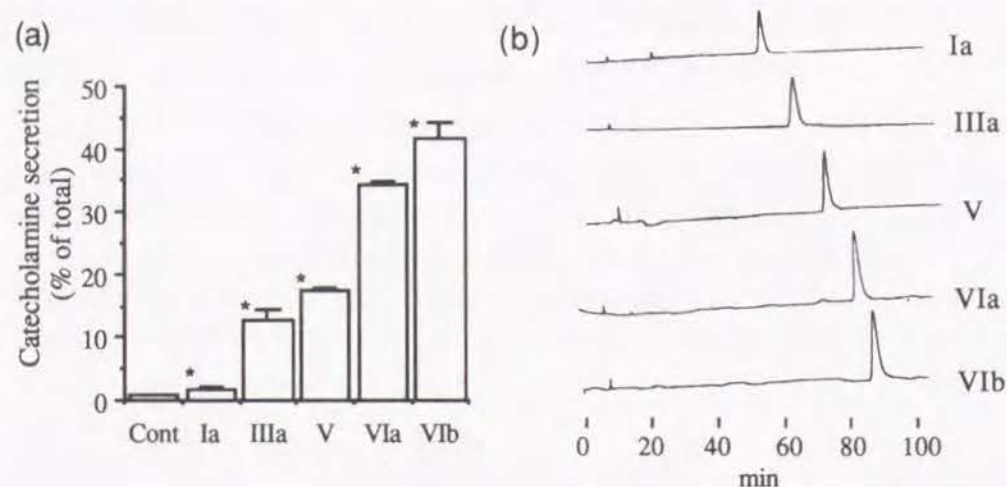 (a)
Catecholamine secretion
(% of total)
50
40
30
20
10
0
*
*
*
*
*
Cont Ia IIIa V VIa VIb
(b)
Ia
IIIa
V
VIa
VIb
0 20 40 60 80 100
min